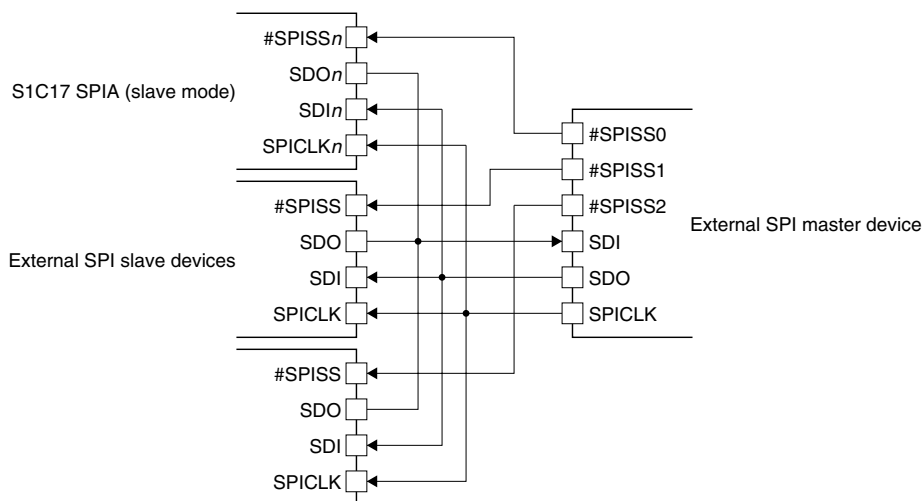 #SPISSn
SDOn
S1C17 SPIA (slave mode)
SDIn
SPICLKn
#SPISS
SDO
External SPI slave devices
SDI
SPICLK
#SPISS
SDO
SDI
SPICLK
#SPISS0
#SPISS1
#SPISS2
External SPI master device
SDI
SDO
SPICLK